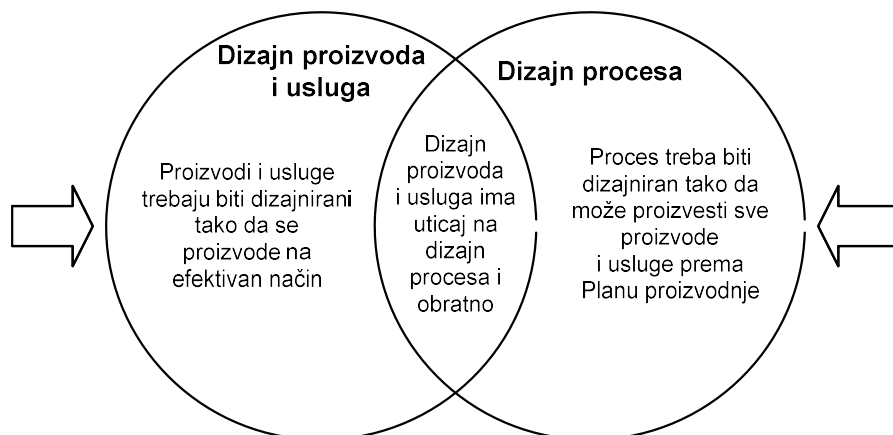 Dizajn proizvoda
i usluga
Proizvodi i usluge
trebaju biti dizajnirani
tako da se
proizvode na
efektivan način
Dizajn
proizvoda
i usluga ima
uticaj na
dizajn
procesa i
obratno
Dizajn procesa
Proces treba biti
dizajniran tako da
može proizvesti sve
proizvode
i usluge prema
Planu proizvodnje